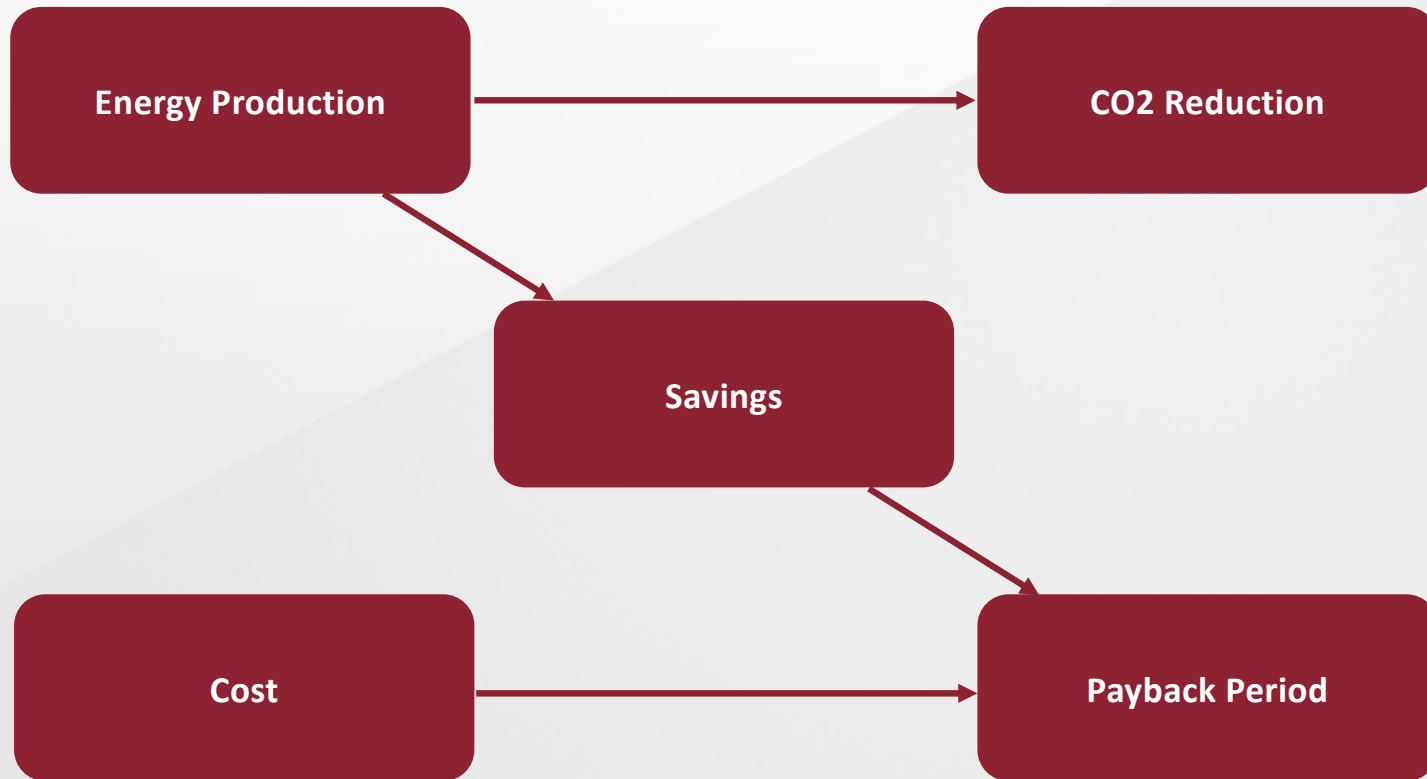 Energy Production
CO2 Reduction
Savings
Cost
Payback Period